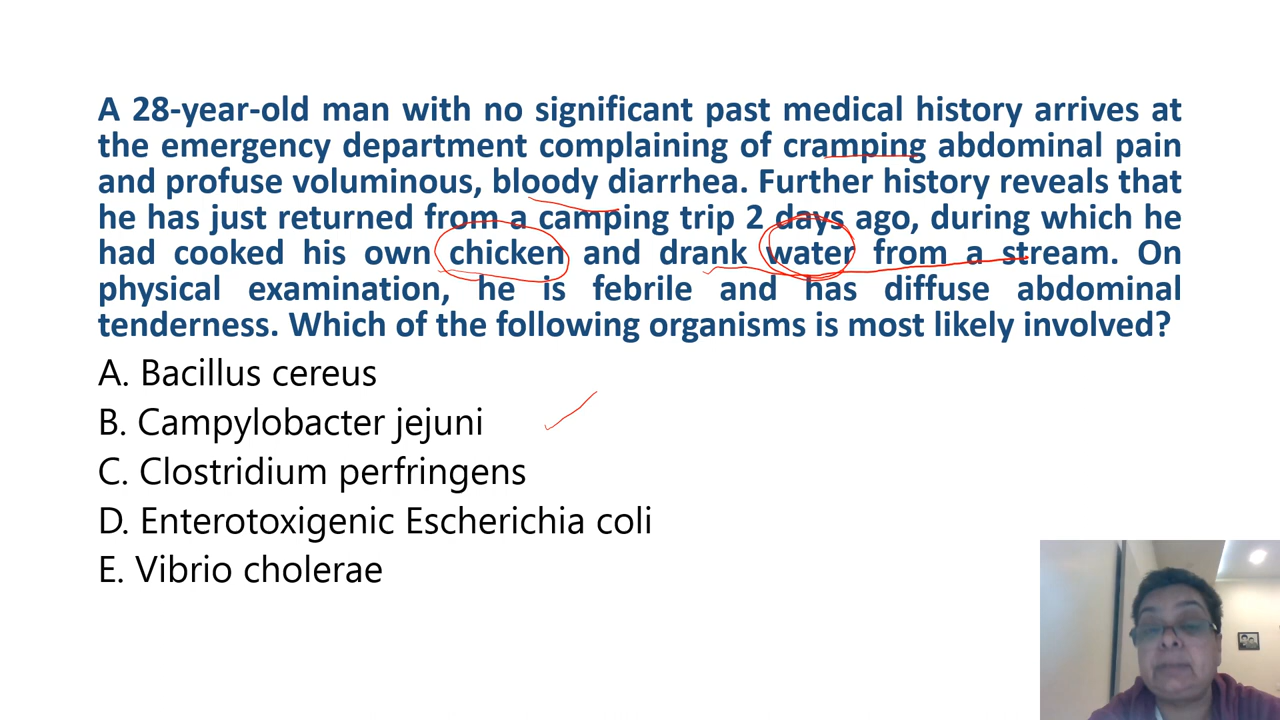 A 28-year-old man with no significant past medical history arrives at
the emergency department complaining of cramping abdominal pain
and profuse voluminous, bloody diarrhea. Further history reveals that
he has just returned from a camping trip 2 days ago, during which he
had cooked his own chicken and drank water from a stream. On
physical examination, he is febrile and has diffuse abdominal
tenderness. Which of the following organisms is most likely involved?
A. Bacillus cereus
B. Campylobacter jejuni
C. Clostridium perfringens
D. Enterotoxigenic Escherichia coli
E. Vibrio cholerae